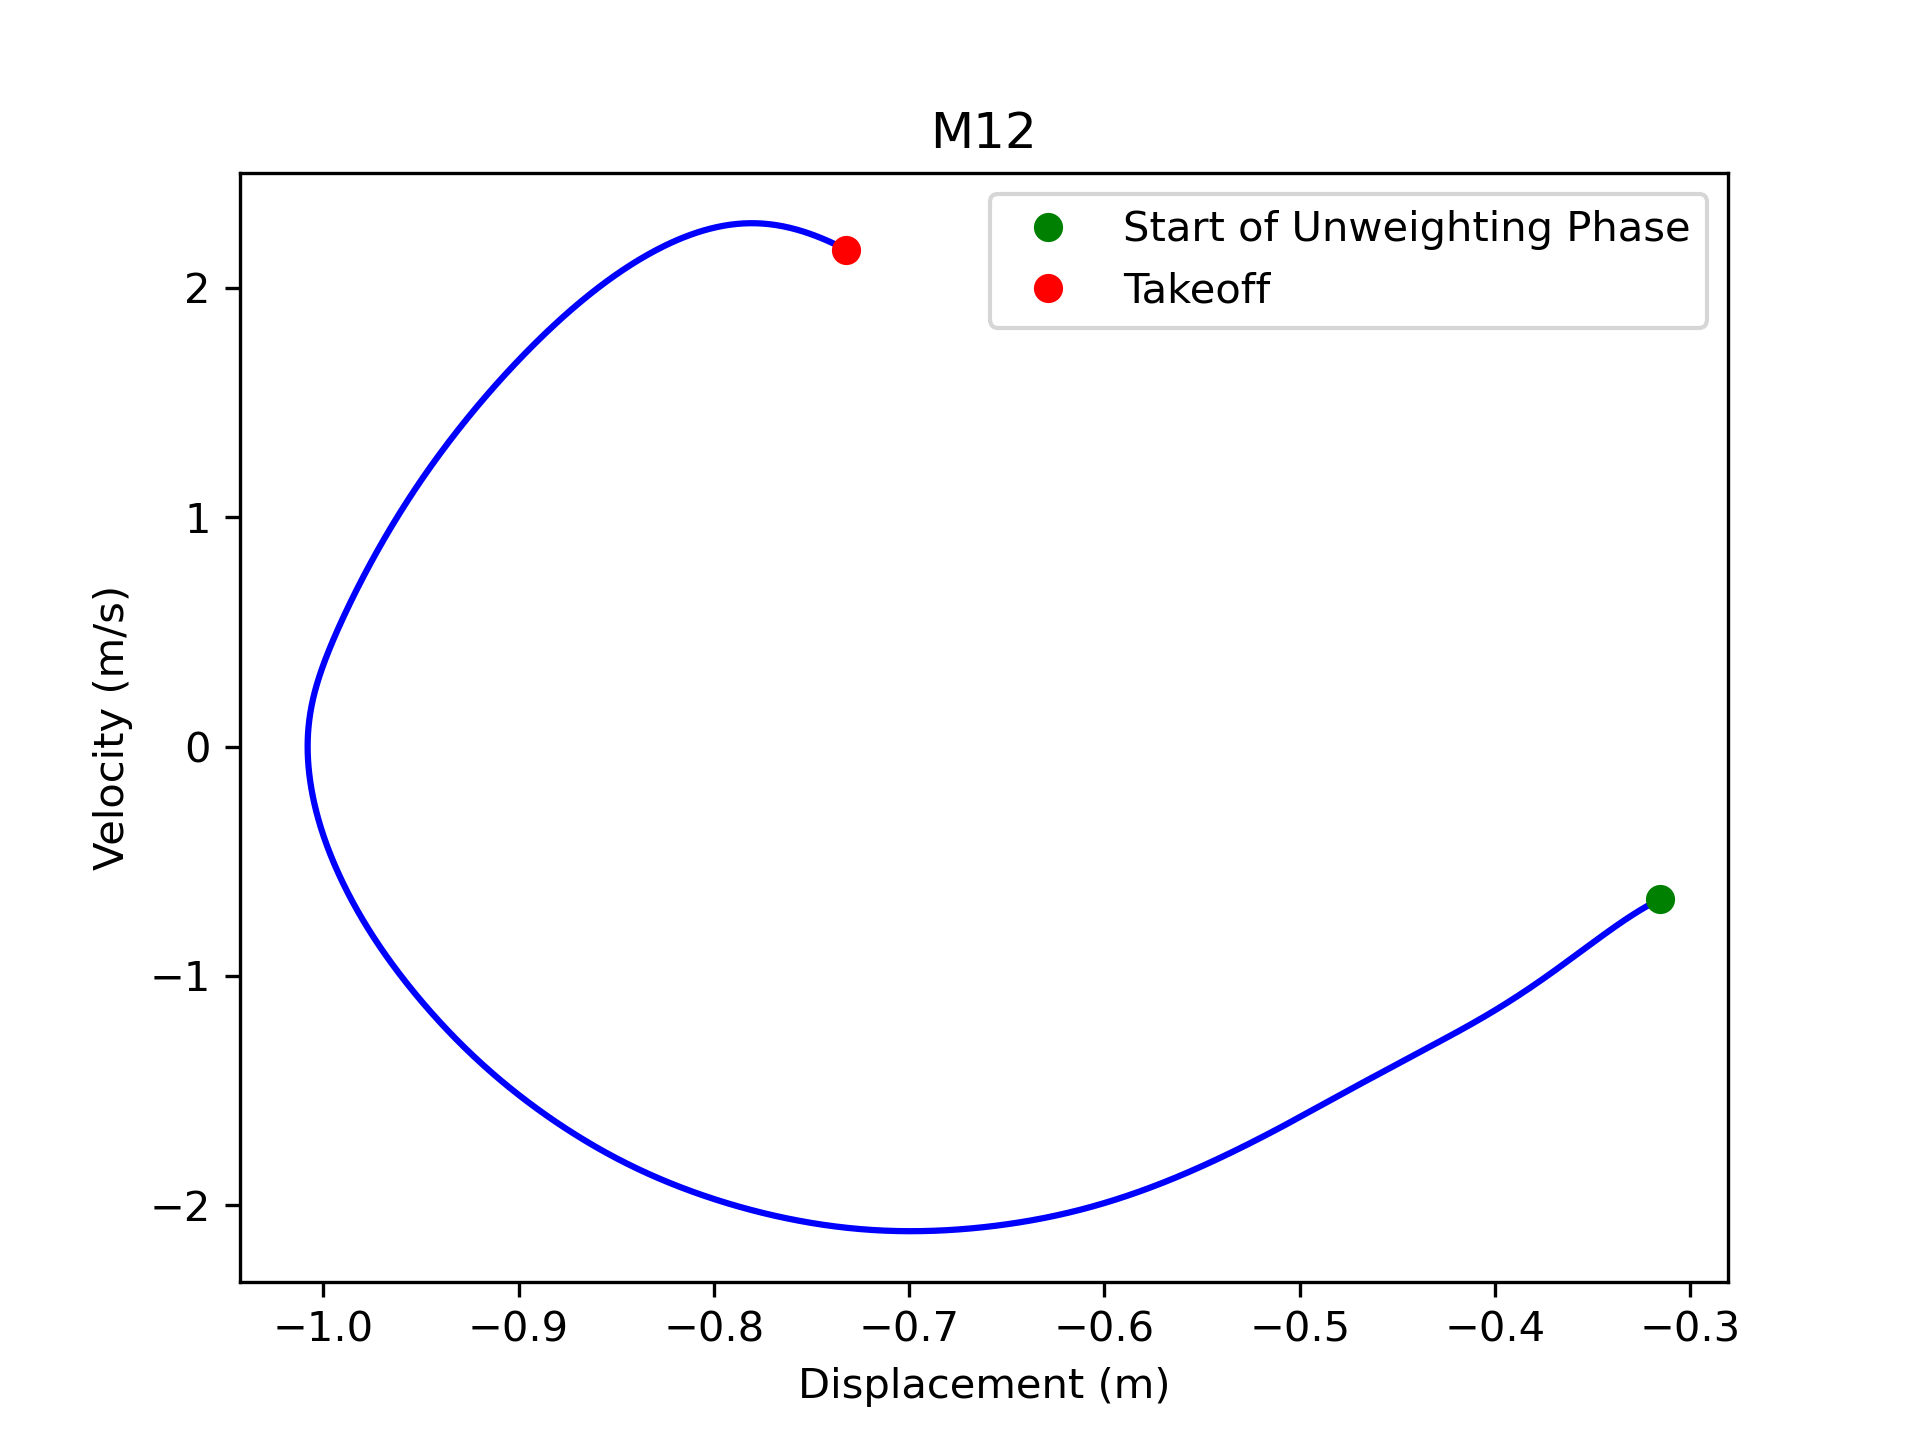 M12
Start of Unweighting Phase
Takeoff
2
1
0
−1
−2
Velocity (m/s)
−1.0 −0.9 −0.8 −0.7 −0.6 −0.5 −0.4 −0.3
Displacement (m)